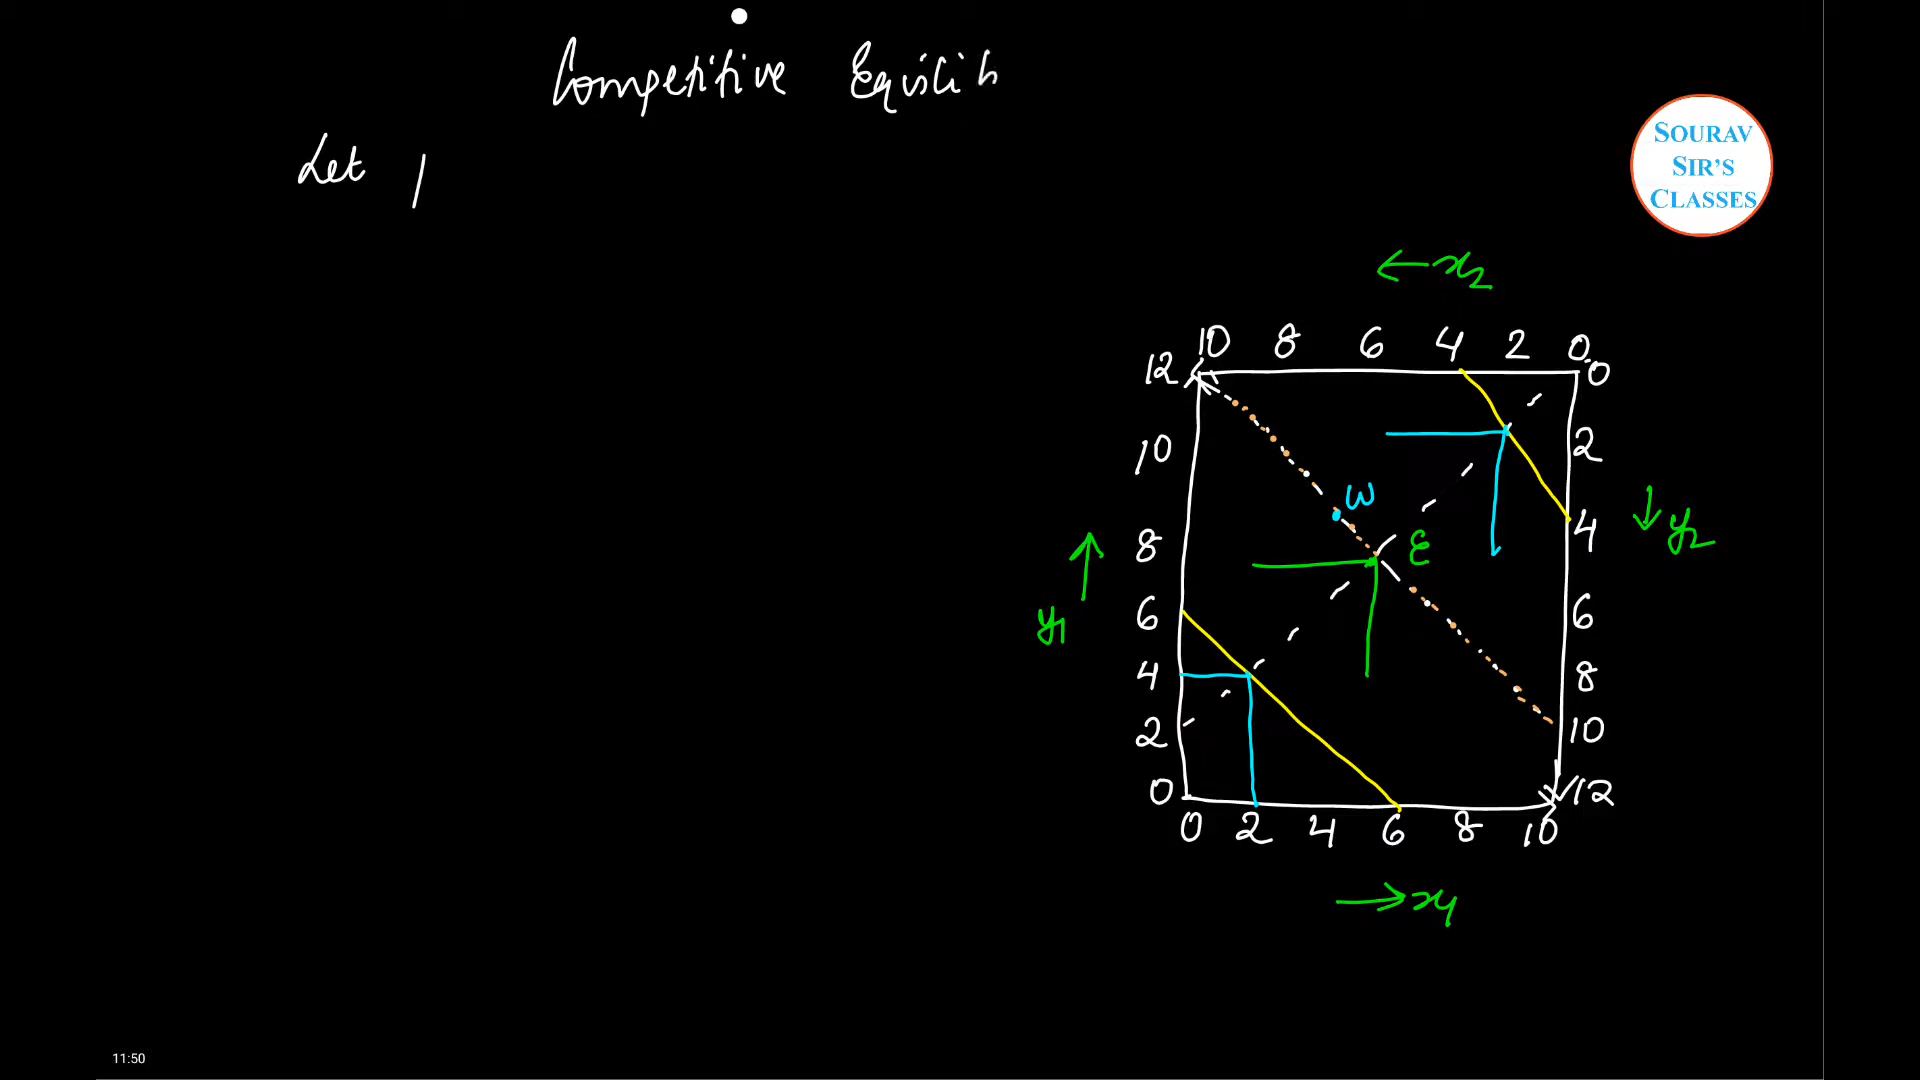 Competitive Equilib
Let
SOURAV
SIR'S
CLASSES
← x2
10 8 6 4 2 0
12 0
10 2
W
8 E 4 ↓ y2
↑
y1 6 6
4 8
2 10
0 12
0 2 4 6 8 10
→ x1
11:50